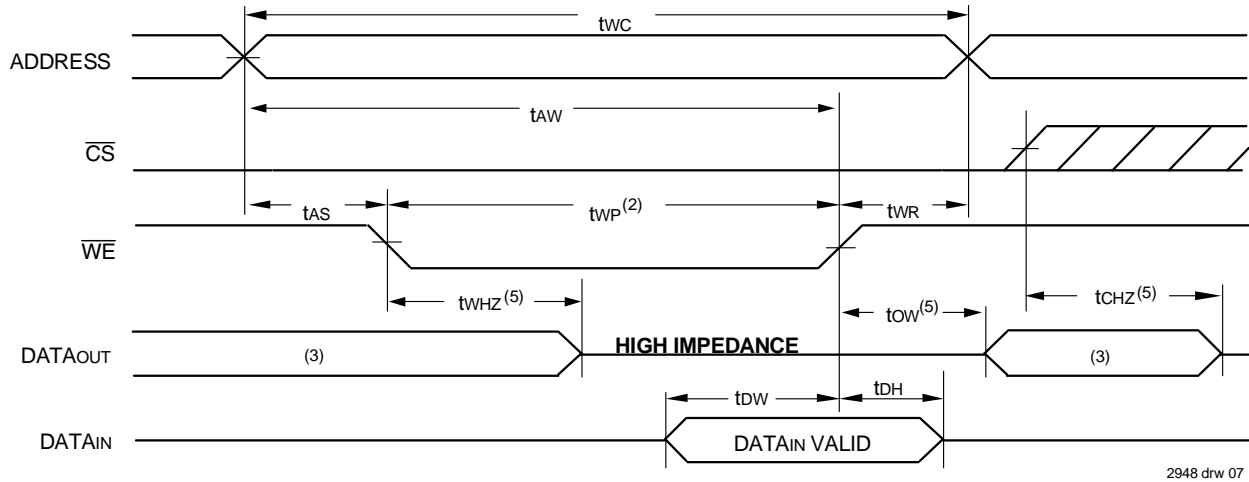 tWC
ADDRESS
tAW
CS
tAS
tWP(2)
tWR
WE
tWHZ(5)
tOW(5)
tCHZ(5)
DATAOUT
(3)
HIGH IMPEDANCE
(3)
tDW
tDH
DATAIN
DATAIN VALID
2948 drw 07